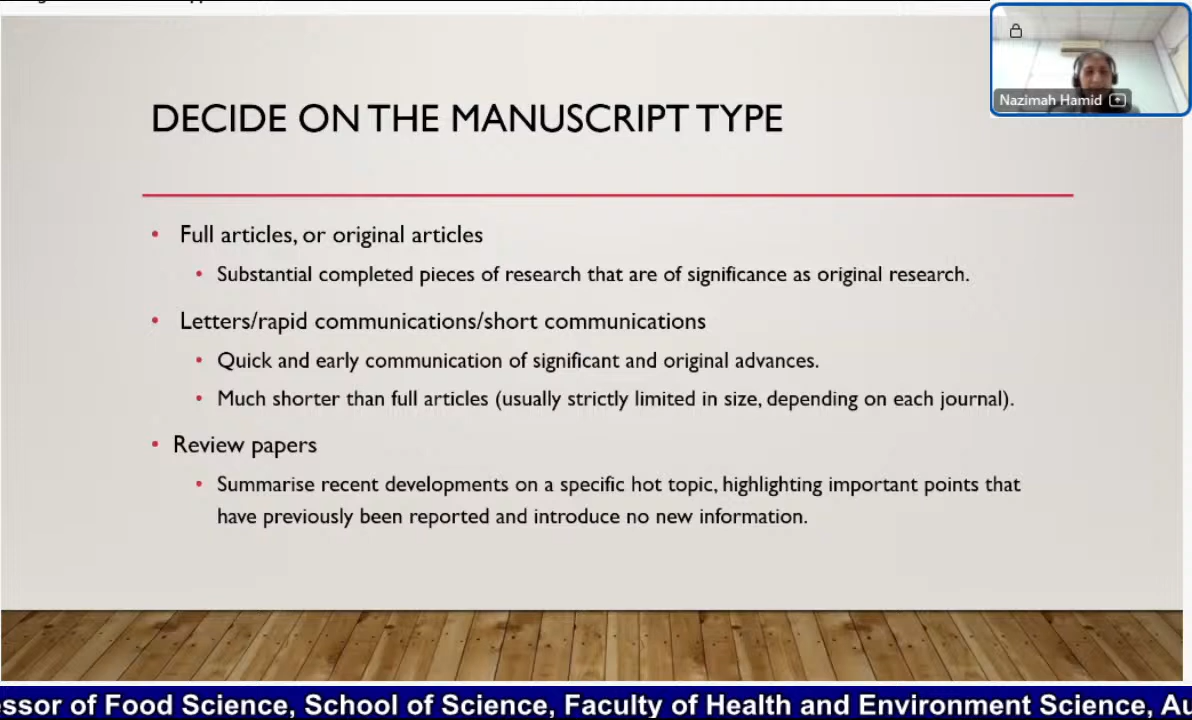 DECIDE ON THE MANUSCRIPT TYPE
Nazimah Hamid
• Full articles, or original articles
• Substantial completed pieces of research that are of significance as original research.
• Letters/rapid communications/short communications
• Quick and early communication of significant and original advances.
• Much shorter than full articles (usually strictly limited in size, depending on each journal).
• Review papers
• Summarise recent developments on a specific hot topic, highlighting important points that
have previously been reported and introduce no new information.
essor of Food Science, School of Science, Faculty of Health and Environment Science, Au